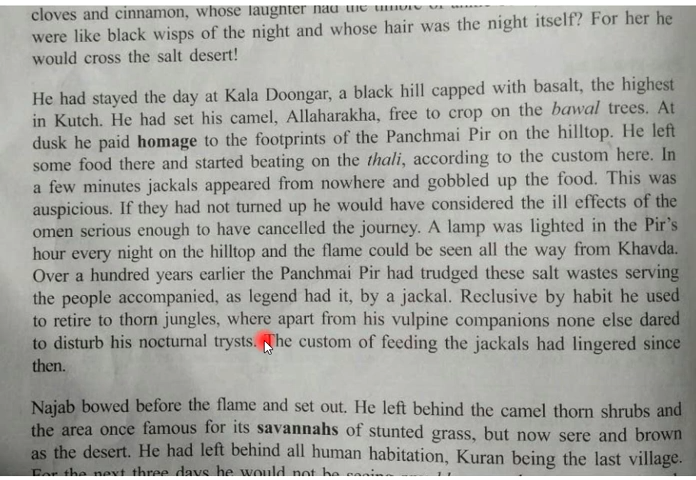 cloves and cinnamon, whose laughter had the timbre of
were like black wisps of the night and whose hair was the night itself? For her he
would cross the salt desert!
He had stayed the day at Kala Doongar, a black hill capped with basalt, the highest
in Kutch. He had set his camel, Allaharakha, free to crop on the bawal trees. At
dusk he paid homage to the footprints of the Panchmai Pir on the hilltop. He left
some food there and started beating on the thali, according to the custom here. In
a few minutes jackals appeared from nowhere and gobbled up the food. This was
auspicious. If they had not turned up he would have considered the ill effects of the
omen serious enough to have cancelled the journey. A lamp was lighted in the Pir's
hour every night on the hilltop and the flame could be seen all the way from Khavda.
Over a hundred years earlier the Panchmai Pir had trudged these salt wastes serving
the people accompanied, as legend had it, by a jackal. Reclusive by habit he used
to retire to thorn jungles, where apart from his vulpine companions none else dared
to disturb his nocturnal trysts. The custom of feeding the jackals had lingered since
then.
Najab bowed before the flame and set out. He left behind the camel thorn shrubs and
the area once famous for its savannahs of stunted grass, but now sere and brown
as the desert. He had left behind all human habitation, Kuran being the last village.
For the next three days he would not be seeing